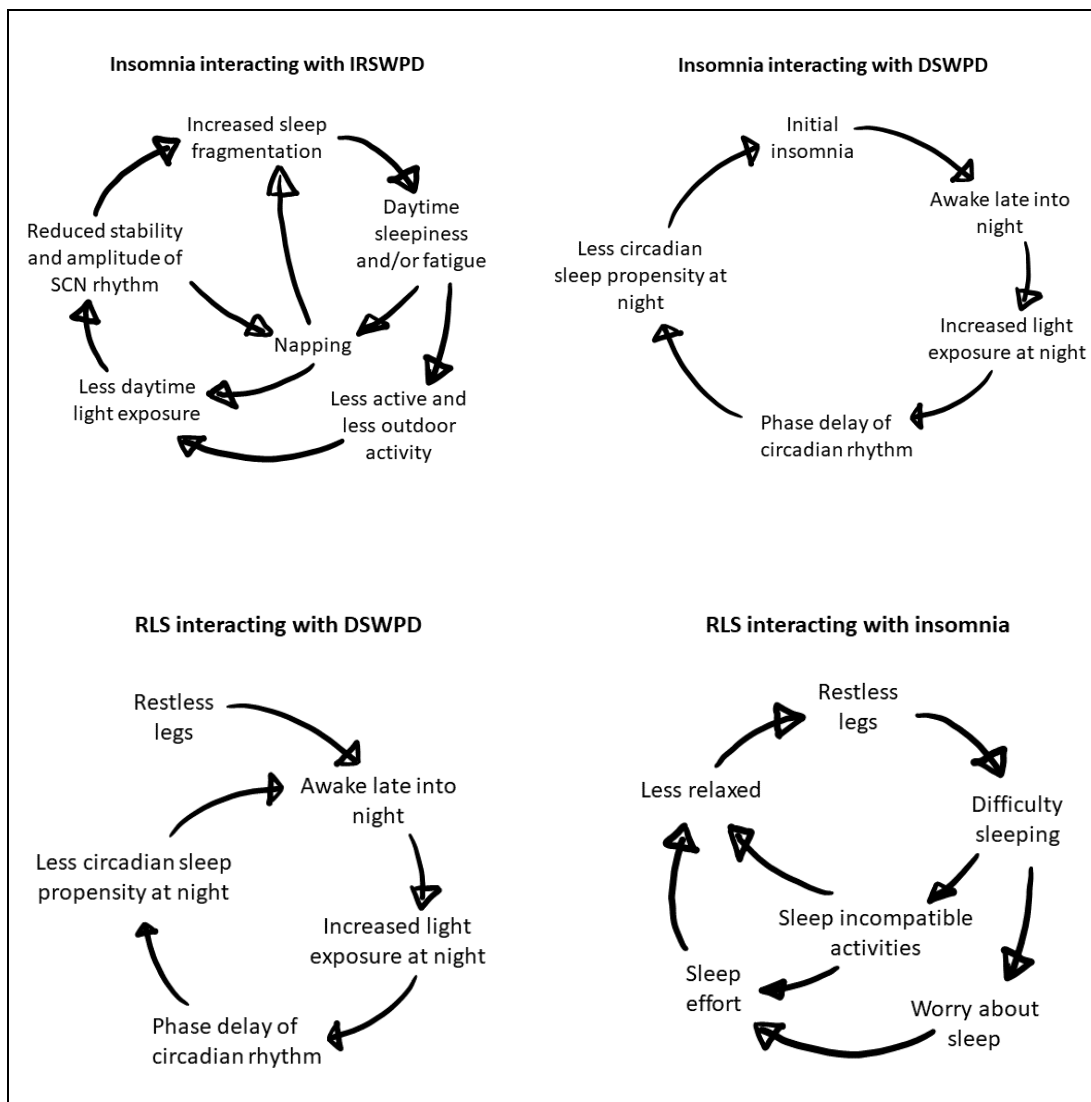 Insomnia interacting with IRSWPD
Increased sleep
fragmentation
Daytime
sleepiness
and/or fatigue
Reduced stability
and amplitude of
SCN rhythm
Napping
Less daytime
light exposure
Less active and
less outdoor
activity
Insomnia interacting with DSWPD
Initial
insomnia
Awake late into
night
Less circadian
sleep propensity at
night
Increased light
exposure at night
Phase delay of
circadian rhythm
RLS interacting with DSWPD
Restless
legs
Awake late into
night
Less circadian sleep
propensity at night
Increased light
exposure at night
Phase delay of
circadian rhythm
RLS interacting with insomnia
Restless
legs
Less relaxed
Difficulty
sleeping
Sleep incompatible
activities
Sleep
effort
Worry about
sleep